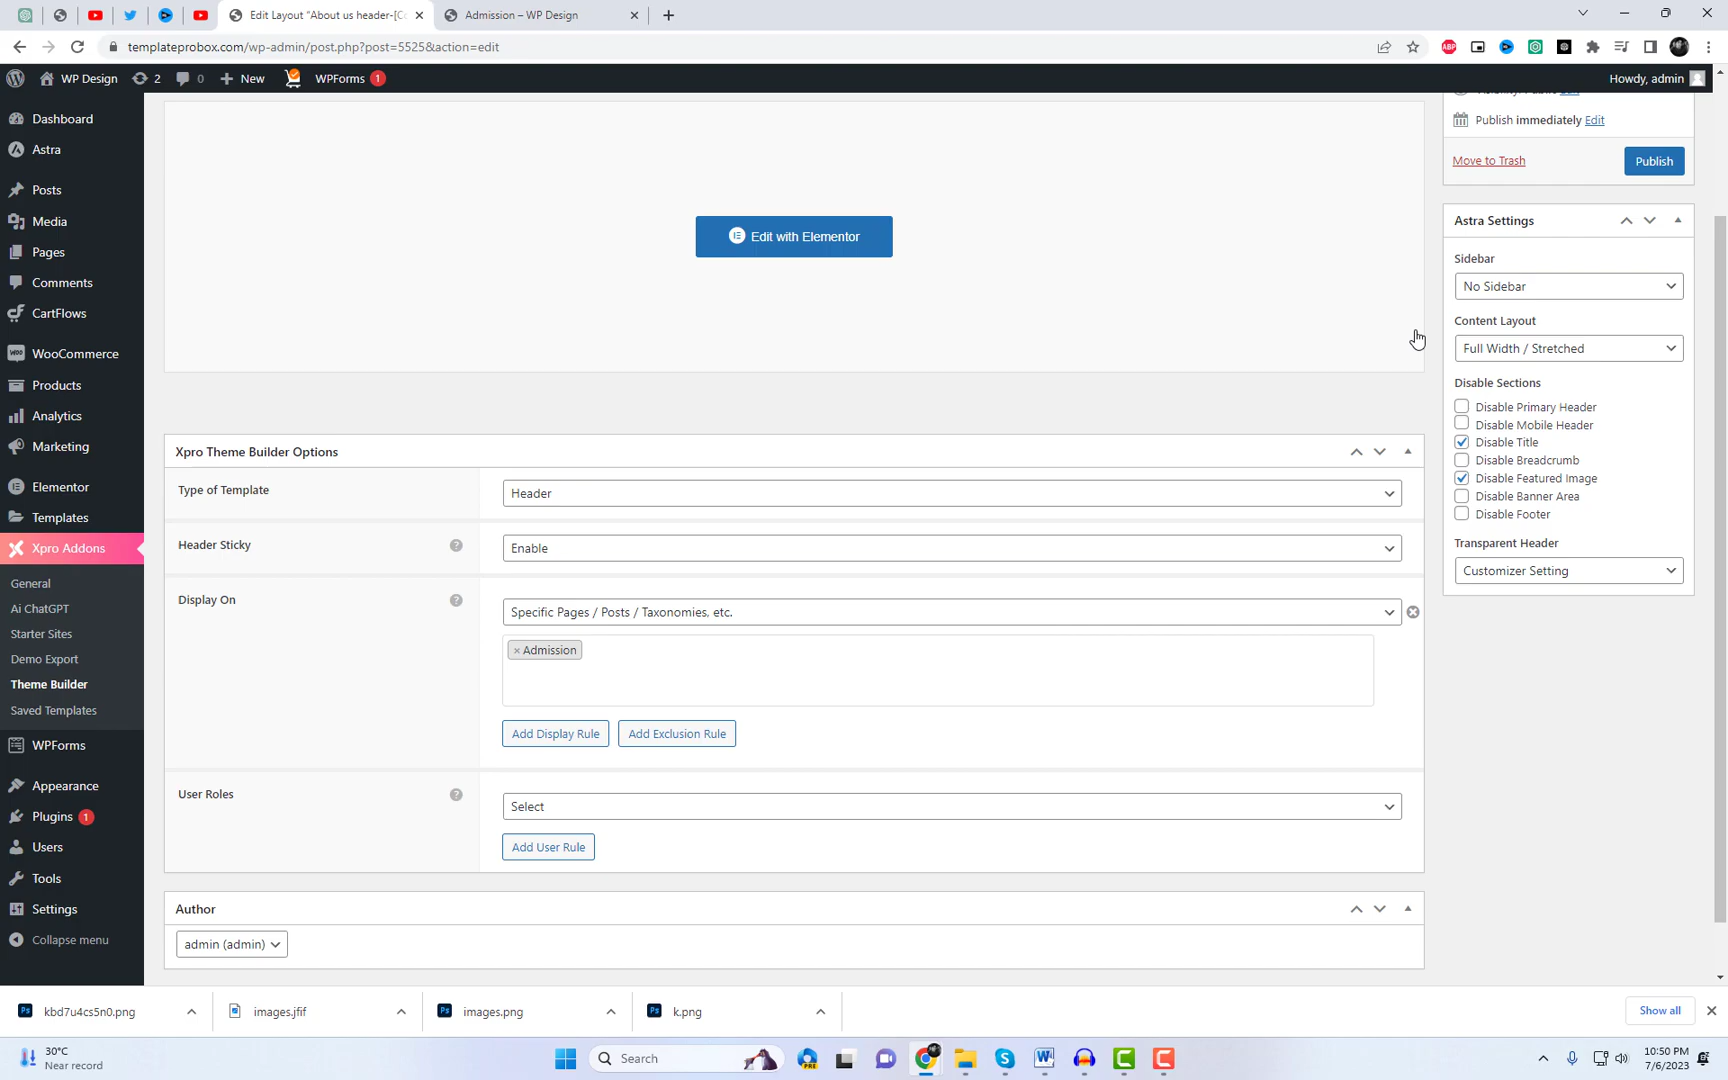 Edit Layout "About us header-[Co
Admission – WP Design
templateprobox.com/wp-admin/post.php?post=5525&action=edit
ABP
WP Design
2
0
New
WPForms 1
Howdy, admin
Dashboard
Astra
Posts
Media
Pages
Comments
CartFlows
WooCommerce
Products
Analytics
Marketing
Elementor
Templates
Xpro Addons
General
Ai ChatGPT
Starter Sites
Demo Export
Theme Builder
Saved Templates
WPForms
Appearance
Plugins 1
Users
Tools
Settings
Collapse menu
Edit with Elementor
Xpro Theme Builder Options
Type of Template
Header
Header Sticky
Enable
Display On
Specific Pages / Posts / Taxonomies, etc.
× Admission
Add Display Rule
Add Exclusion Rule
User Roles
Select
Add User Rule
Author
admin (admin)
Visibility: Public Edit
Publish immediately Edit
Move to Trash
Publish
Astra Settings
Sidebar
No Sidebar
Content Layout
Full Width / Stretched
Disable Sections
Disable Primary Header
Disable Mobile Header
Disable Title
Disable Breadcrumb
Disable Featured Image
Disable Banner Area
Disable Footer
Transparent Header
Customizer Setting
kbd7u4cs5n0.png
images.jfif
images.png
k.png
Show all
30°C
Near record
Search
PRE
10:50 PM
7/6/2023